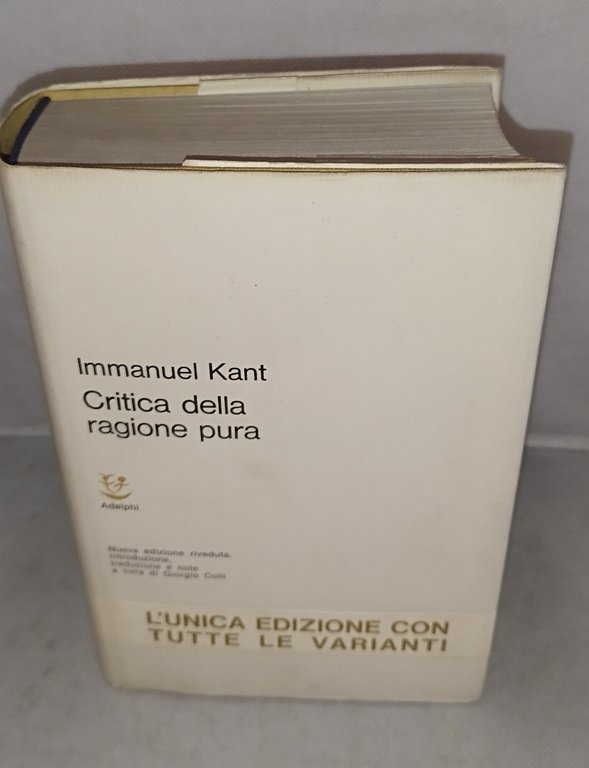 Immanuel Kant
Critica della
ragione pura
Adelphi
Nuova edizione riveduta.
Introduzione,
traduzione e note
a cura di Giorgio Colli
L'UNICA EDIZIONE CON
TUTTE LE VARIANTI